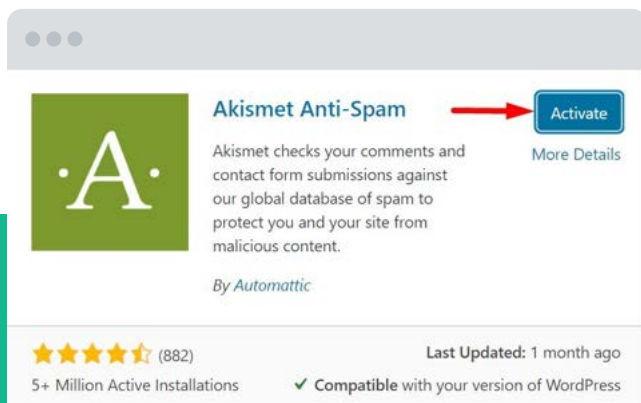 ·A·
Akismet Anti-Spam
Activate
More Details
Akismet checks your comments and
contact form submissions against
our global database of spam to
protect you and your site from
malicious content.
By Automattic
(882)
Last Updated: 1 month ago
5+ Million Active Installations
✔ Compatible with your version of WordPress